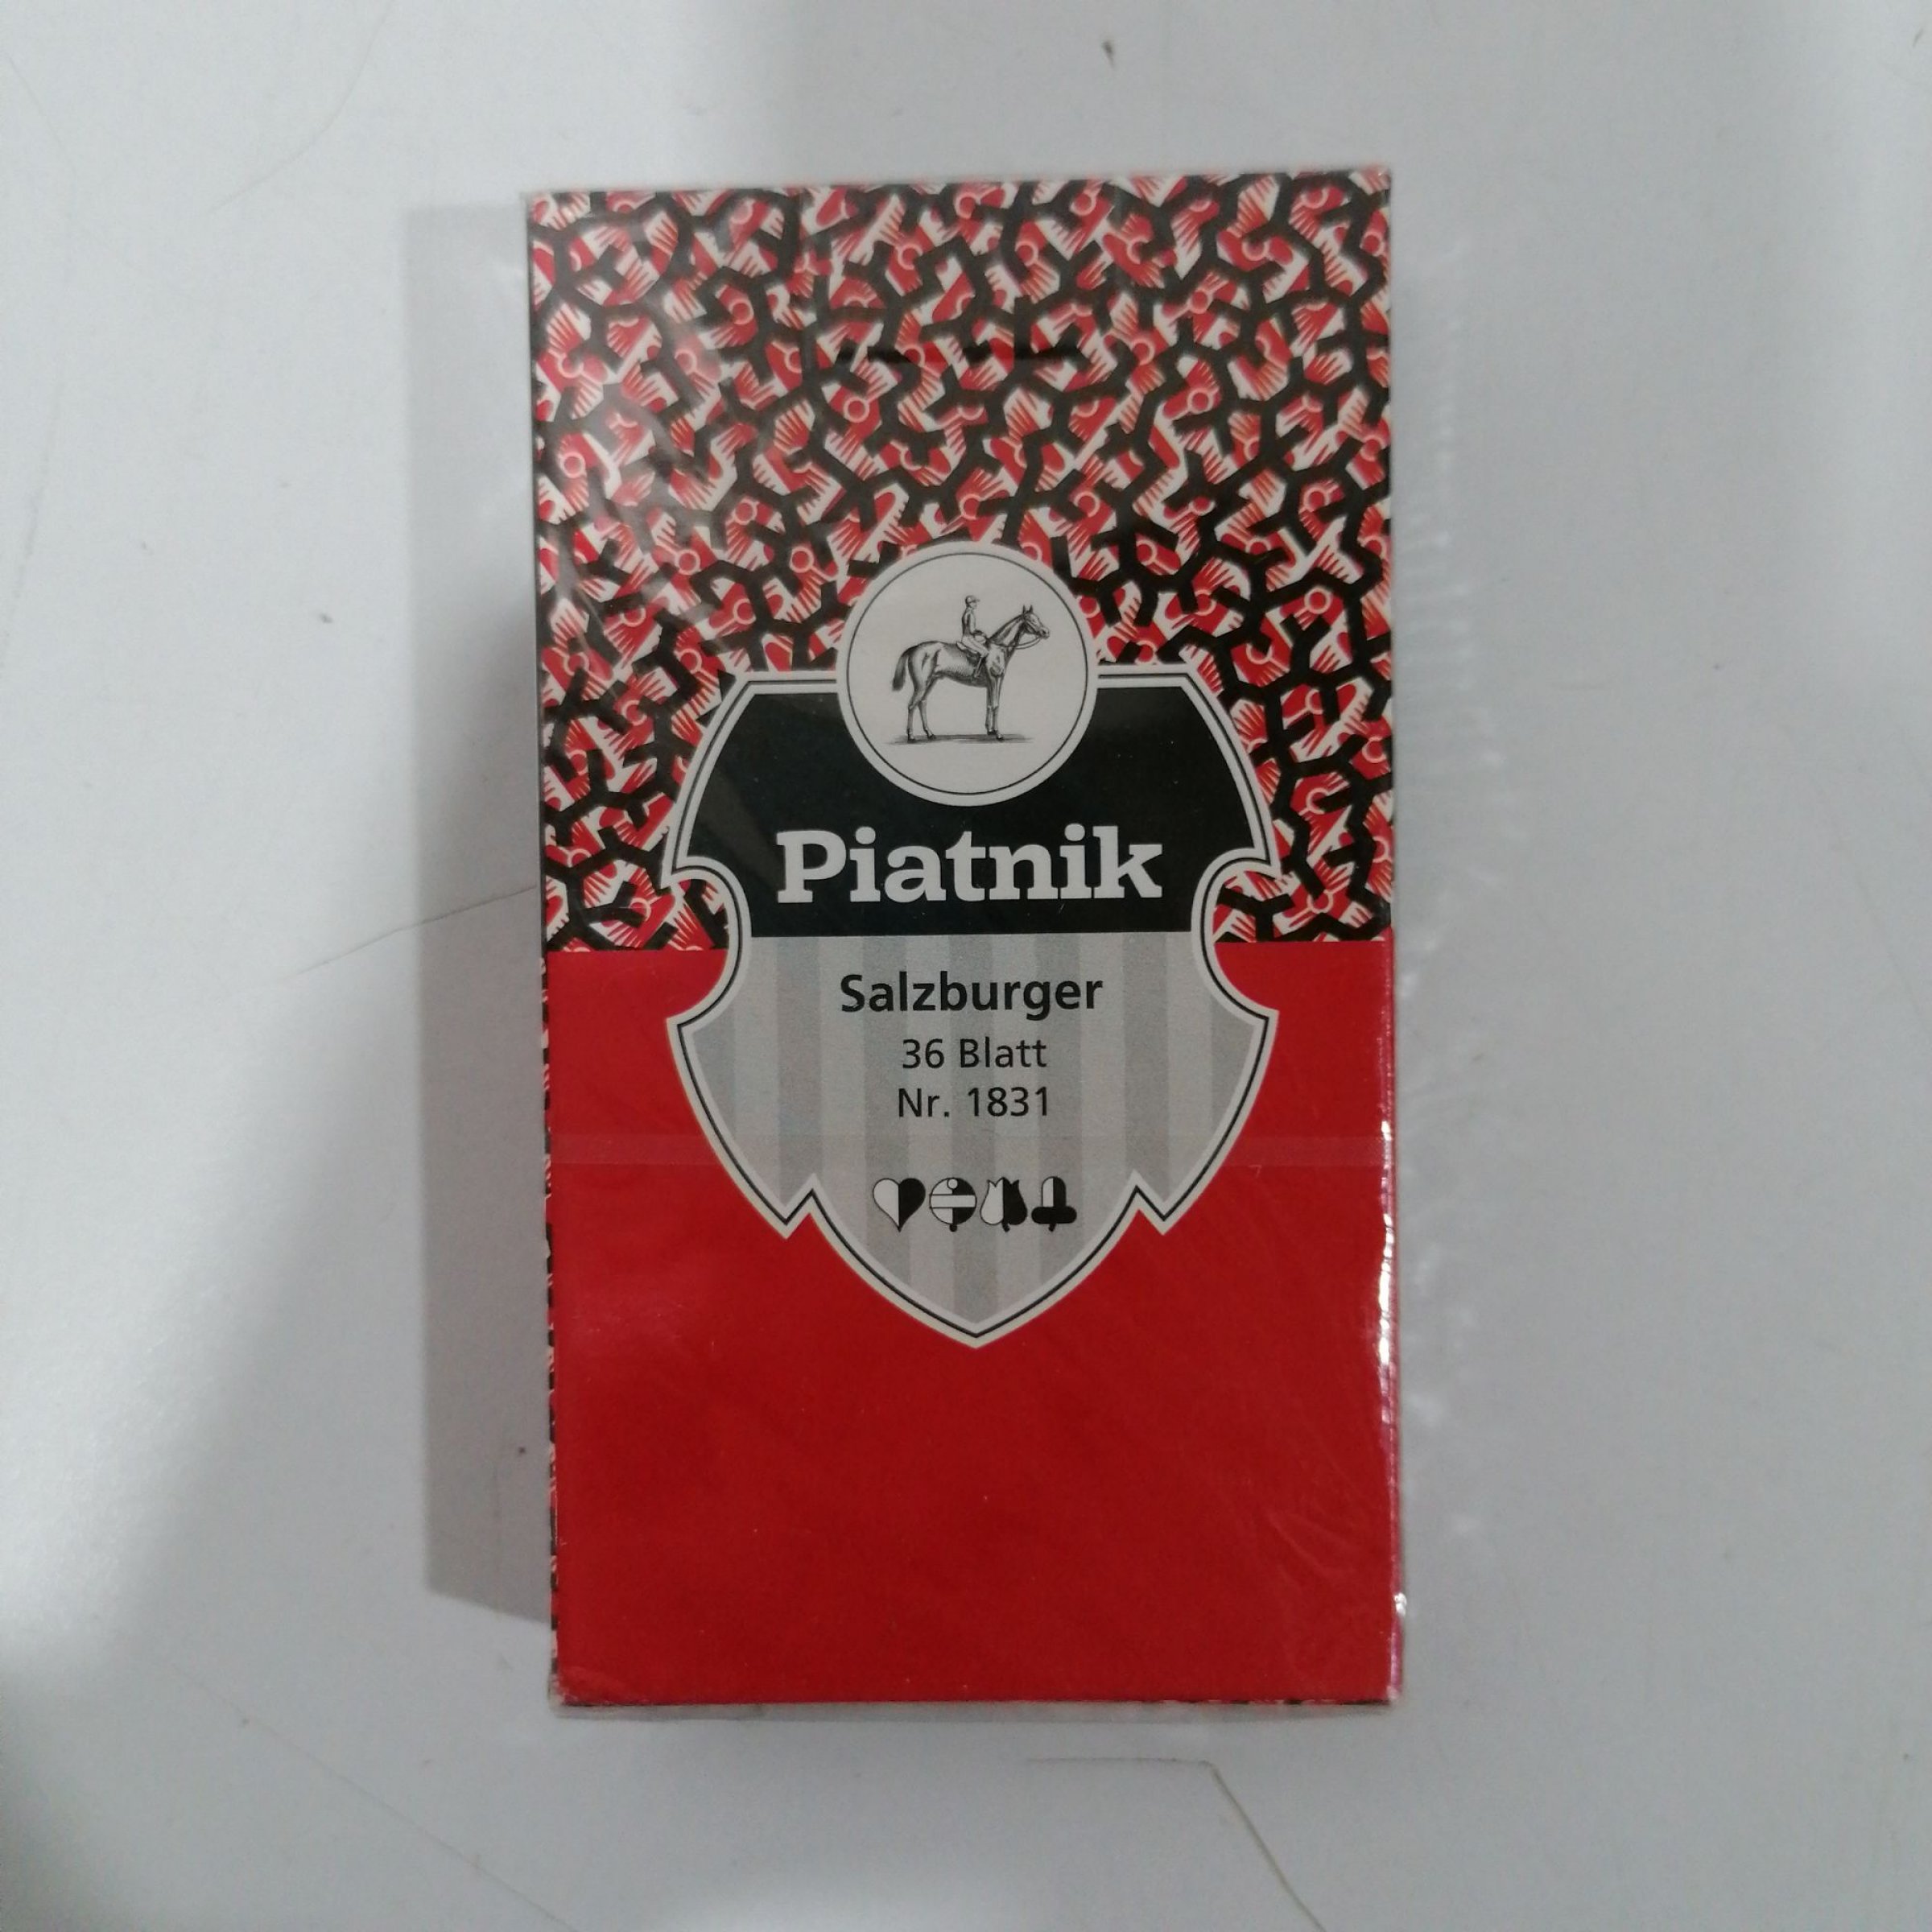 Piatnik
Salzburger
36 Blatt
Nr. 1831